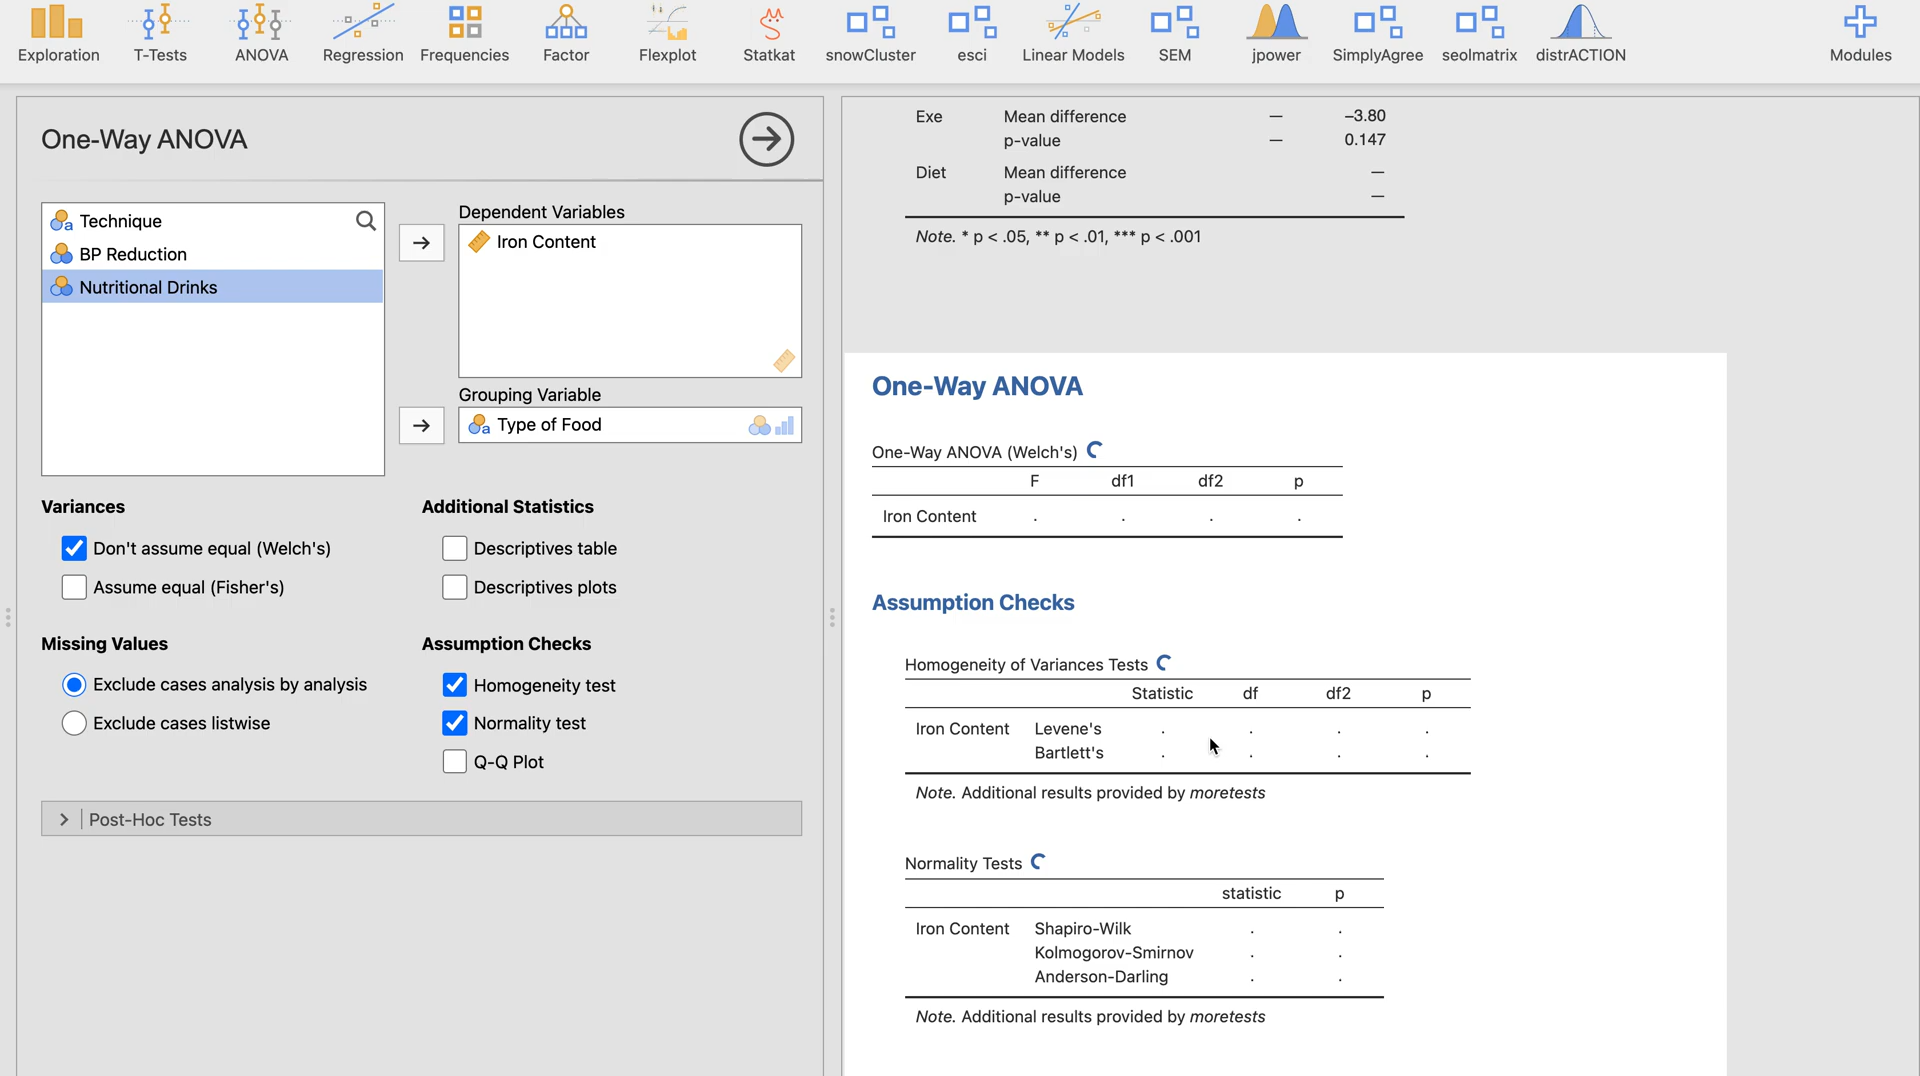 Exploration T-Tests ANOVA Regression Frequencies Factor Flexplot Statkat snowCluster esci Linear Models SEM jpower SimplyAgree seolmatrix distrACTION Modules
One-Way ANOVA
Technique
BP Reduction
Nutritional Drinks
Dependent Variables
Iron Content
Grouping Variable
Type of Food
Variances
Don't assume equal (Welch's)
Assume equal (Fisher's)
Additional Statistics
Descriptives table
Descriptives plots
Missing Values
Exclude cases analysis by analysis
Exclude cases listwise
Assumption Checks
Homogeneity test
Normality test
Q-Q Plot
Post-Hoc Tests
Exe Mean difference — -3.80
p-value — 0.147
Diet Mean difference —
p-value —
Note. * p < .05, ** p < .01, *** p < .001
One-Way ANOVA
One-Way ANOVA (Welch's)
F df1 df2 p
Iron Content . . . .
Assumption Checks
Homogeneity of Variances Tests
Statistic df df2 p
Iron Content Levene's . . . .
Bartlett's . . . .
Note. Additional results provided by moretests
Normality Tests
statistic p
Iron Content Shapiro-Wilk . .
Kolmogorov-Smirnov . .
Anderson-Darling . .
Note. Additional results provided by moretests